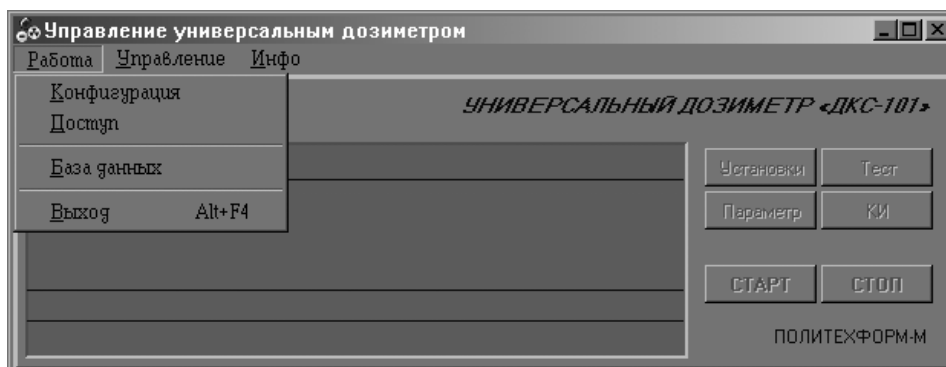 Управление универсальным дозиметром
Работа Управление Инфо
Конфигурация
Доступ
База данных
Выход Alt+F4
УНИВЕРСАЛЬНЫЙ ДОЗИМЕТР «ДКС-101»
Установки Тест
Параметр КИ
СТАРТ СТОП
ПОЛИТЕХФОРМ-М